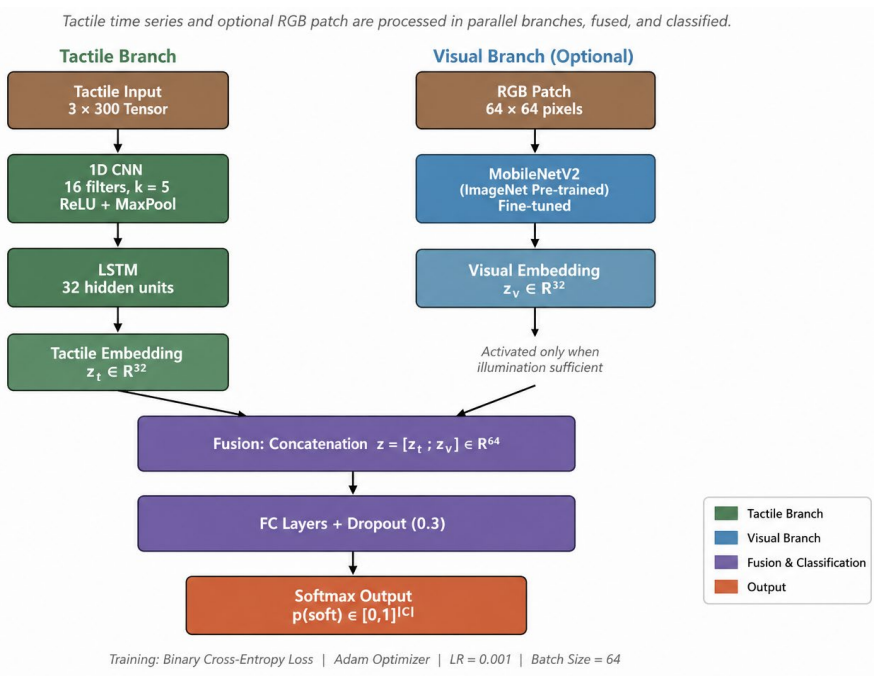 Tactile time series and optional RGB patch are processed in parallel branches, fused, and classified.
Tactile Branch
Tactile Input
3 × 300 Tensor
1D CNN
16 filters, k = 5
ReLU + MaxPool
LSTM
32 hidden units
Tactile Embedding
z_t ∈ R^32
Visual Branch (Optional)
RGB Patch
64 × 64 pixels
MobileNetV2
(ImageNet Pre-trained)
Fine-tuned
Visual Embedding
z_v ∈ R^32
Activated only when
illumination sufficient
Fusion: Concatenation z = [z_t ; z_v] ∈ R^64
FC Layers + Dropout (0.3)
Softmax Output
p(soft) ∈ [0,1]^|C|
Tactile Branch
Visual Branch
Fusion & Classification
Output
Training: Binary Cross-Entropy Loss | Adam Optimizer | LR = 0.001 | Batch Size = 64